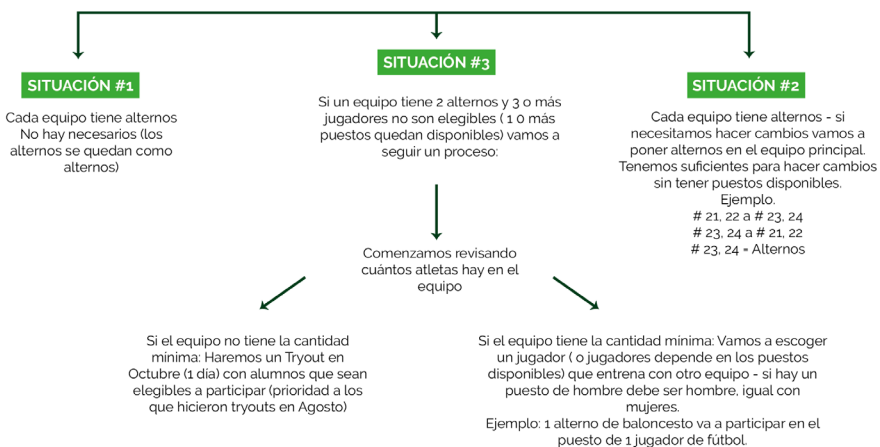 SITUACIÓN #1
Cada equipo tiene alternos
No hay necesarios (los
alternos se quedan como
alternos)
SITUACIÓN #3
Si un equipo tiene 2 alternos y 3 o más
jugadores no son elegibles ( 1 0 más
puestos quedan disponibles) vamos a
seguir un proceso:
SITUACIÓN #2
Cada equipo tiene alternos - si
necesitamos hacer cambios vamos a
poner alternos en el equipo principal.
Tenemos suficientes para hacer cambios
sin tener puestos disponibles.
Ejemplo.
# 21, 22 a # 23, 24
# 23, 24 a # 21, 22
# 23, 24 = Alternos
Comenzamos revisando
cuántos atletas hay en el
equipo
Si el equipo no tiene la cantidad
mínima: Haremos un Tryout en
Octubre (1 día) con alumnos que sean
elegibles a participar (prioridad a los
que hicieron tryouts en Agosto)
Si el equipo tiene la cantidad mínima: Vamos a escoger
un jugador ( o jugadores depende en los puestos
disponibles) que entrena con otro equipo - si hay un
puesto de hombre debe ser hombre, igual con
mujeres.
Ejemplo: 1 alterno de baloncesto va a participar en el
puesto de 1 jugador de fútbol.